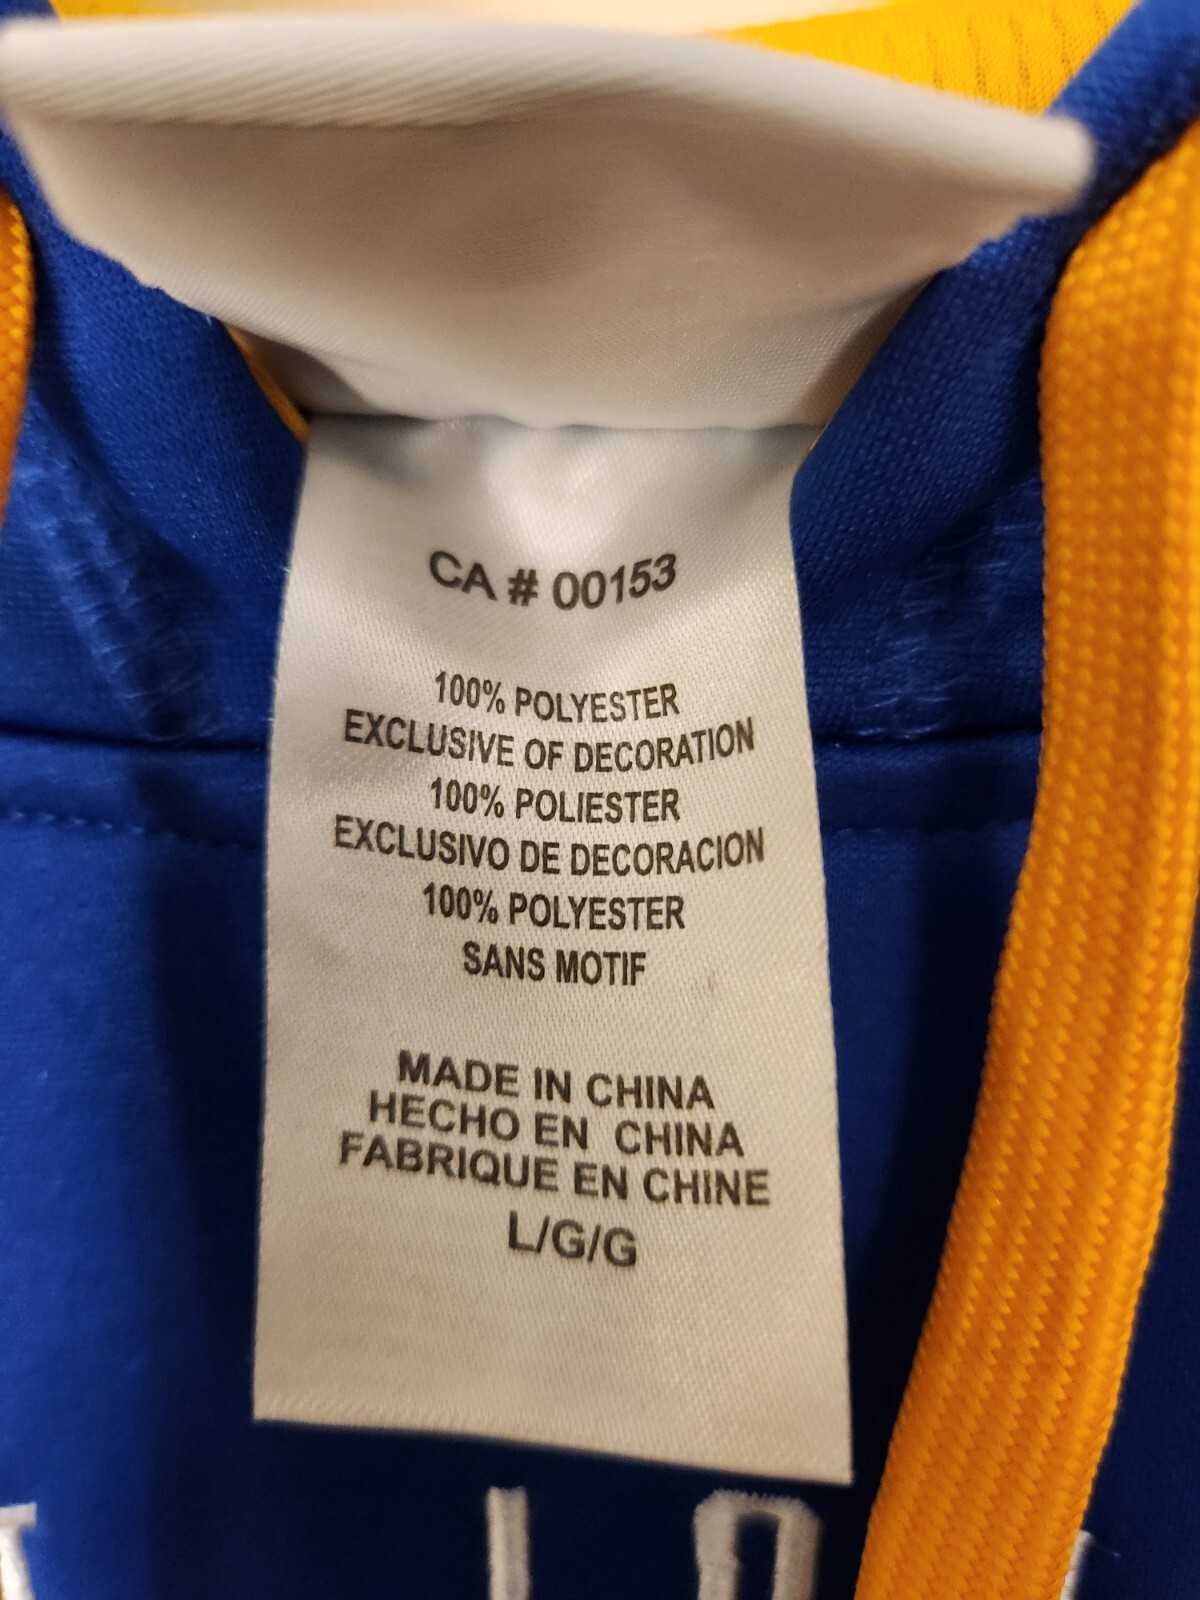 CA # 00153
100% POLYESTER
EXCLUSIVE OF DECORATION
100% POLIESTER
EXCLUSIVO DE DECORACION
100% POLYESTER
SANS MOTIF
MADE IN CHINA
HECHO EN CHINA
FABRIQUE EN CHINE
L/G/G